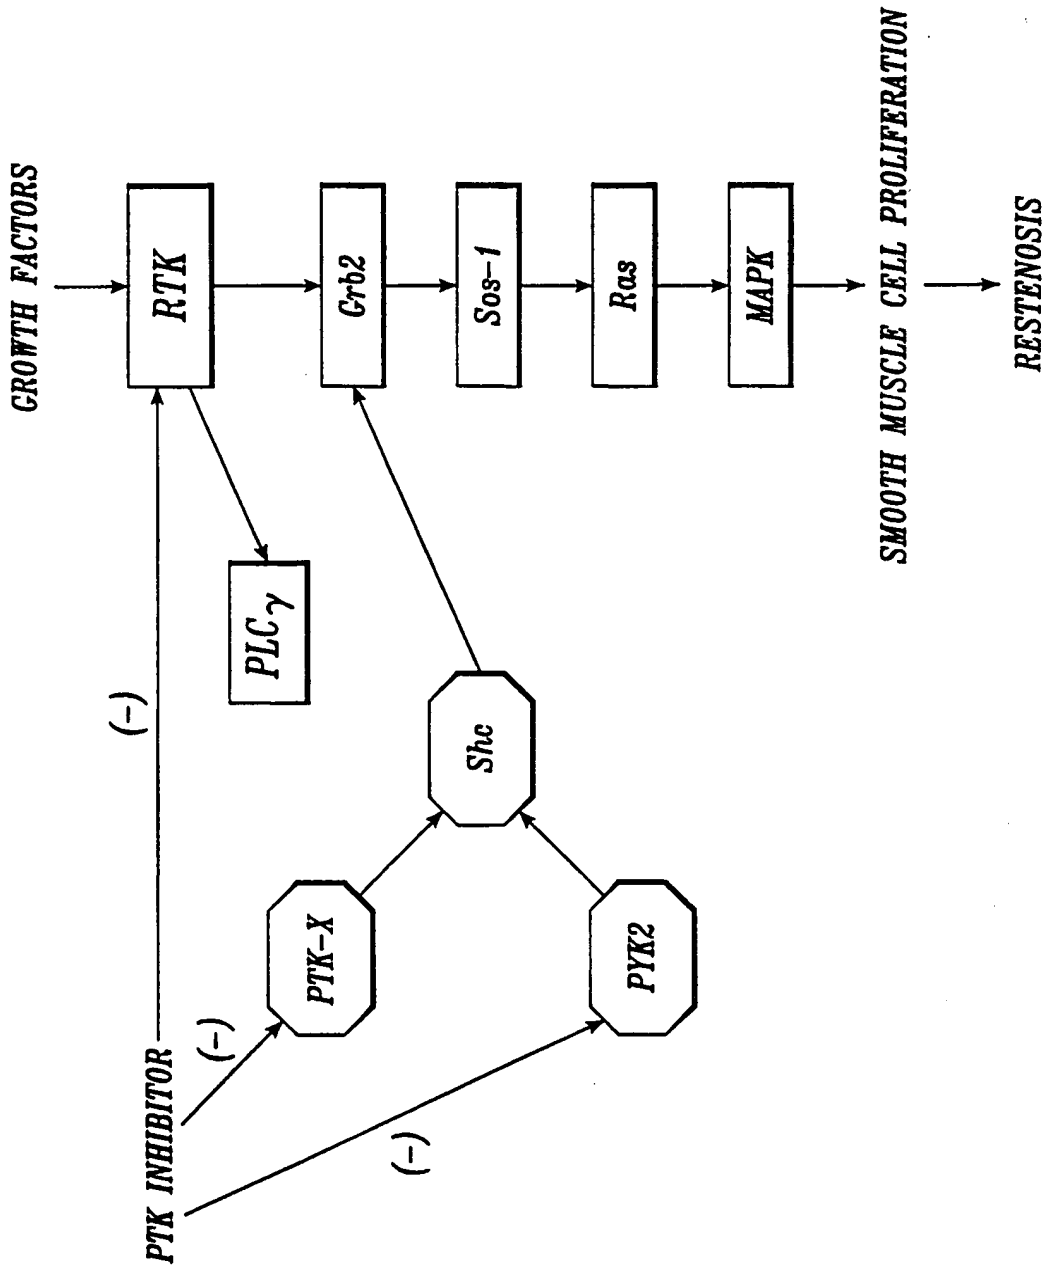 GROWTH FACTORS
PTK INHIBITOR
(-)
RTK
(-)
PLCγ
PTK-X
Grb2
(-)
Shc
Sos-1
PYK2
Ras
MAPK
SMOOTH MUSCLE CELL PROLIFERATION
RESTENOSIS